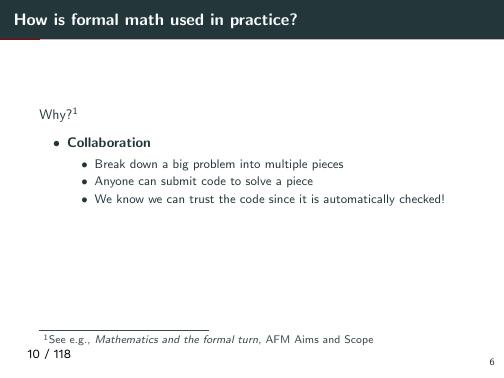 How is formal math used in practice?
Why?¹
• Collaboration
• Break down a big problem into multiple pieces
• Anyone can submit code to solve a piece
• We know we can trust the code since it is automatically checked!
¹See e.g., Mathematics and the formal turn, AFM Aims and Scope
10 / 118
6